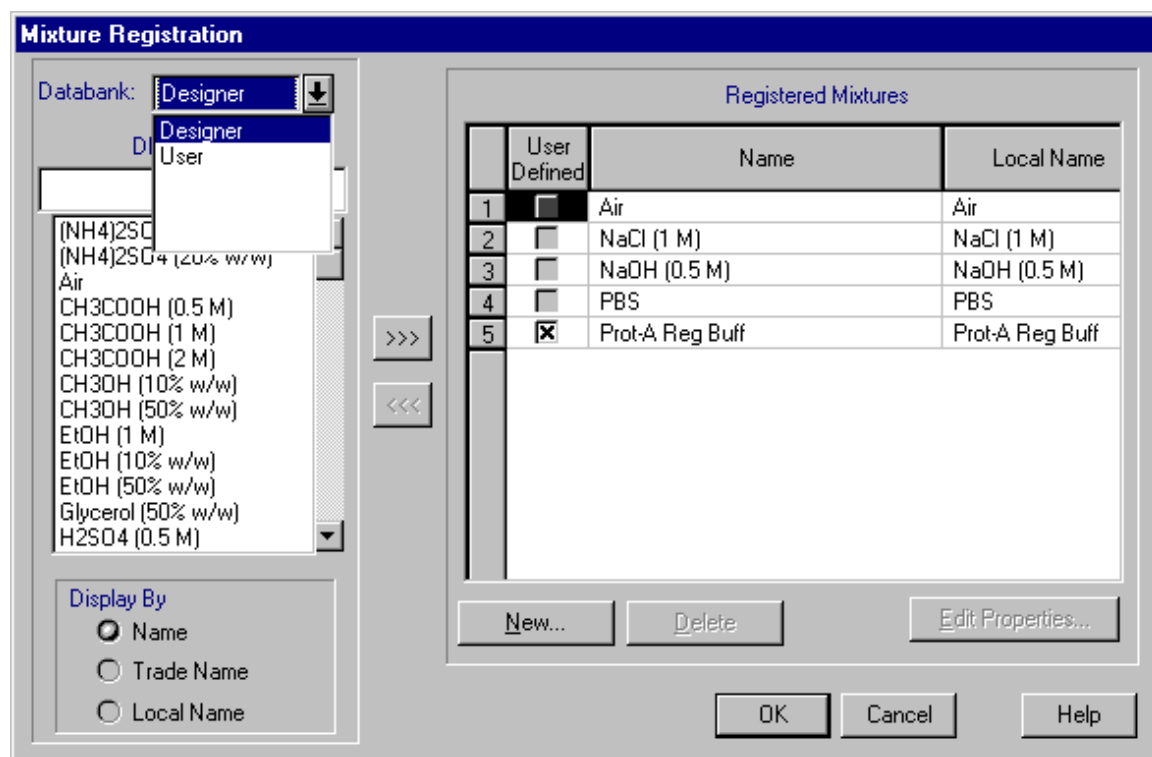 Mixture Registration
Databank: Designer
Designer
User
(NH4)2SO4 (20% w/w)
Air
CH3COOH (0.5 M)
CH3COOH (1 M)
CH3COOH (2 M)
CH3OH (10% w/w)
CH3OH (50% w/w)
EtOH (1 M)
EtOH (10% w/w)
EtOH (50% w/w)
Glycerol (50% w/w)
H2SO4 (0.5 M)
Display By
Name
Trade Name
Local Name
>>>
<<<
Registered Mixtures
User Defined Name Local Name
1 Air Air
2 NaCl (1 M) NaCl (1 M)
3 NaOH (0.5 M) NaOH (0.5 M)
4 PBS PBS
5 Prot-A Reg Buff Prot-A Reg Buff
New... Delete Edit Properties...
OK Cancel Help